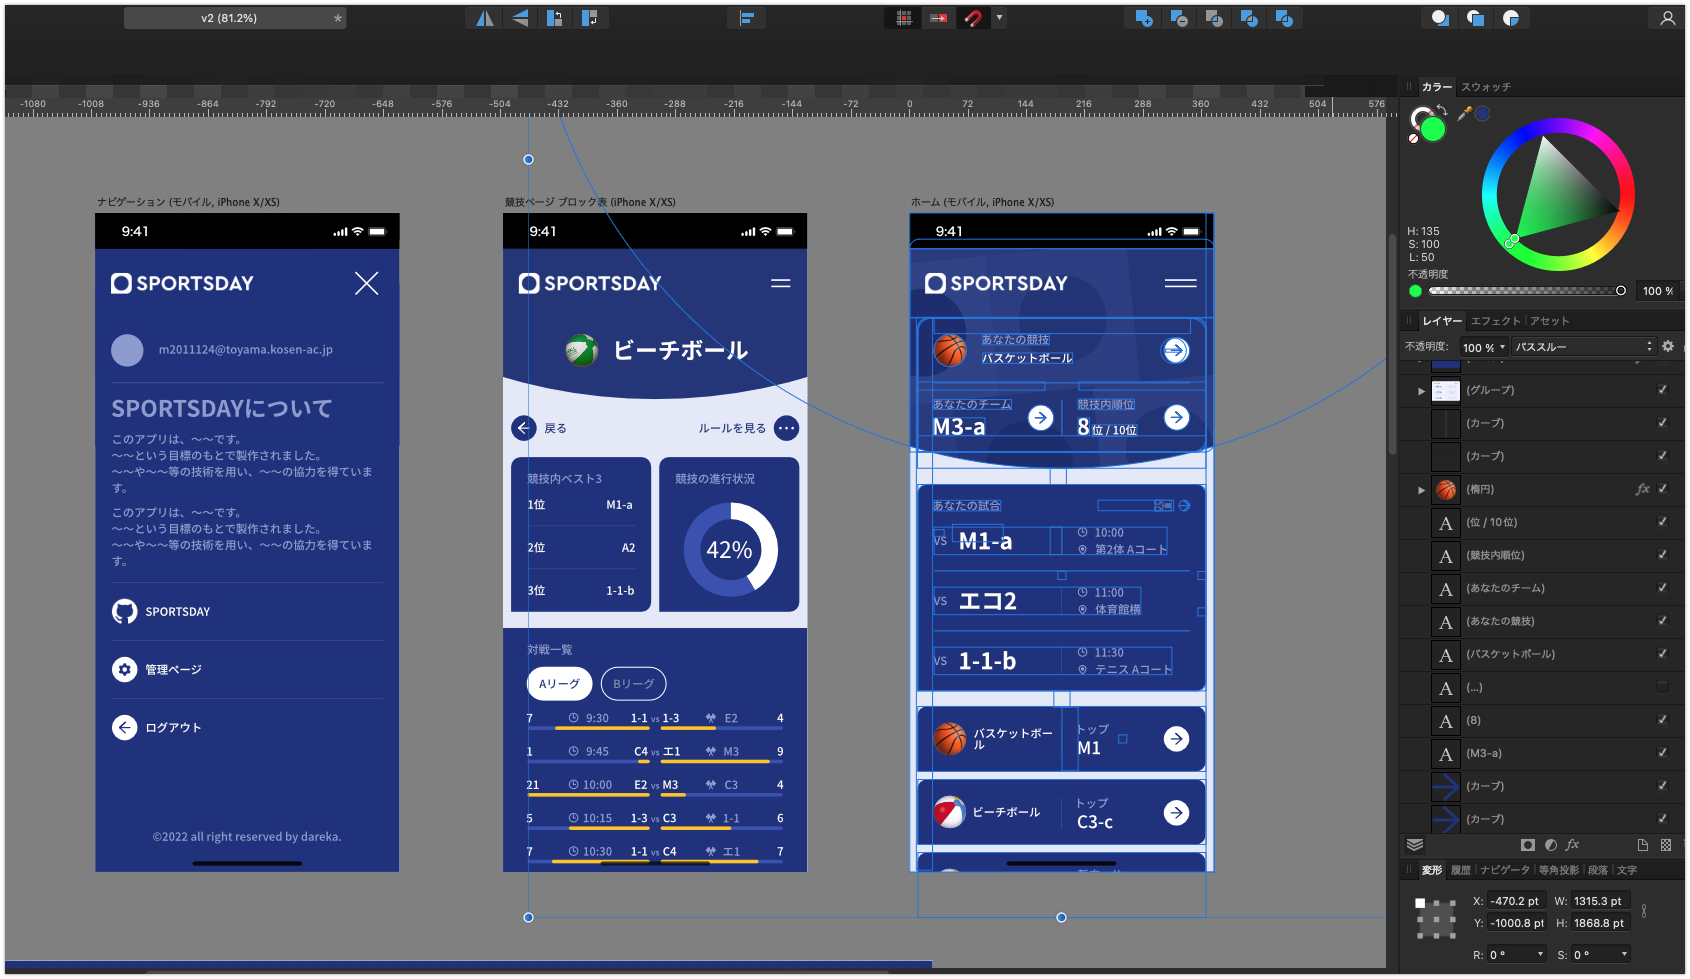 v2 (81.2%)
*
-1080 -1008 -936 -864 -792 -720 -648 -576 -504 -432 -360 -288 -216 -144 -72 0 72 144 216 288 360 432 504 576
ナビゲーション (モバイル, iPhone X/XS)
9:41
SPORTSDAY
m2011124@toyama.kosen-ac.jp
SPORTSDAYについて
このアプリは、〜〜です。
〜〜という目標のもとで製作されました。
〜〜や〜〜等の技術を用い、〜〜の協力を得ていま
す。
このアプリは、〜〜です。
〜〜という目標のもとで製作されました。
〜〜や〜〜等の技術を用い、〜〜の協力を得ていま
す。
SPORTSDAY
管理ページ
ログアウト
©2022 all right reserved by dareka.
競技ページ ブロック表 (iPhone X/XS)
9:41
SPORTSDAY
ビーチボール
戻る
ルールを見る
競技内ベスト3
1位 M1-a
2位 A2
3位 1-1-b
競技の進行状況
42%
対戦一覧
Aリーグ
Bリーグ
7 9:30 1-1 vs 1-3 E2 4
1 9:45 C4 vs エ1 M3 9
21 10:00 E2 vs M3 C3 4
5 10:15 1-3 vs C3 1-1 6
7 10:30 1-1 vs C4 エ1 7
ホーム (モバイル, iPhone X/XS)
9:41
SPORTSDAY
あなたの競技
バスケットボール
あなたのチーム
M3-a
競技内順位
8 位 / 10位
あなたの試合
VS M1-a
10:00
第2体 Aコート
VS エコ2
11:00
体育館横
VS 1-1-b
11:30
テニス Aコート
バスケットボー
ル
トップ
M1
ビーチボール
トップ
C3-c
カラー スウォッチ
H: 135
S: 100
L: 50
不透明度
100 %
レイヤー エフェクト アセット
不透明度: 100 % パススルー
(グループ)
(カーブ)
(カーブ)
(楕円) fx
A (位 / 10位)
A (競技内順位)
A (あなたのチーム)
A (あなたの競技)
A (バスケットボール)
A (...)
A (8)
A (M3-a)
(カーブ)
(カーブ)
fx
変形 履歴 ナビゲータ 等角投影 段落 文字
X: -470.2 pt W: 1315.3 pt
Y: -1000.8 pt H: 1868.8 pt
R: 0 ° S: 0 °